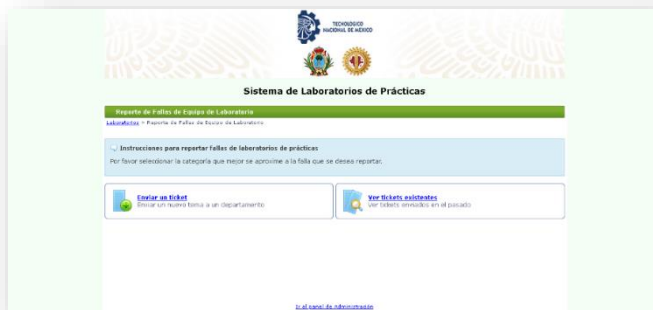 TECNOLÓGICO
NACIONAL DE MÉXICO
Sistema de Laboratorios de Prácticas
Reporte de Fallas de Equipo de Laboratorio
Laboratorios > Reporte de Fallas de Equipo de Laboratorio
Instrucciones para reportar fallas de laboratorios de prácticas
Por favor seleccionar la categoria que mejor se aproxime a la falla que se desea reportar.
Enviar un ticket
Enviar un nuevo tema a un departamento
Ver tickets existentes
Ver tickets enviados en el pasado
Ir al panel de Administración